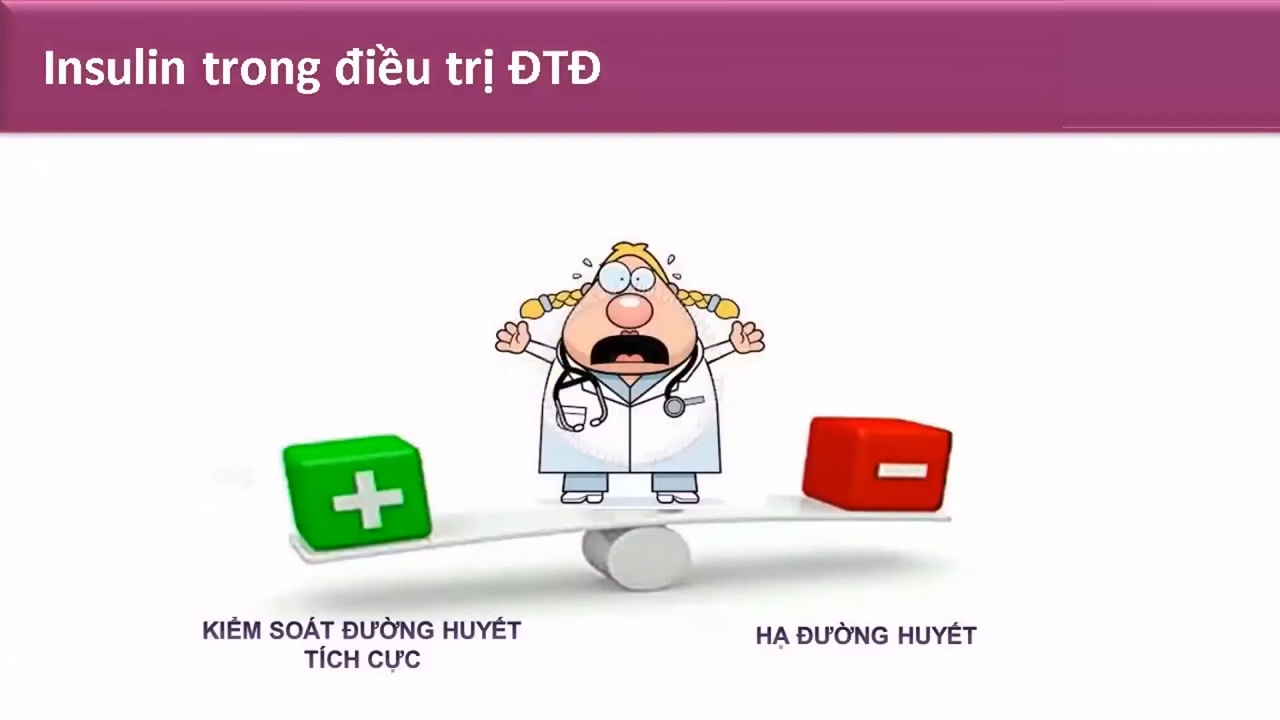 Insulin trong điều trị ĐTĐ
KIỂM SOÁT ĐƯỜNG HUYẾT
TÍCH CỰC
HẠ ĐƯỜNG HUYẾT